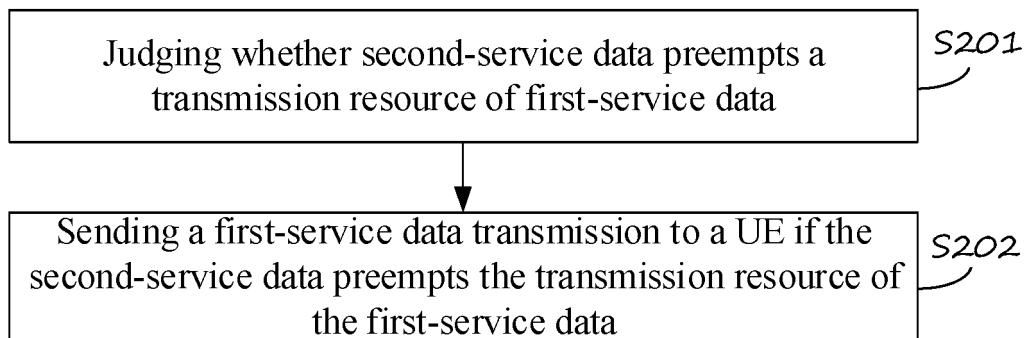 Judging whether second-service data preempts a
transmission resource of first-service data
S201
Sending a first-service data transmission to a UE if the
second-service data preempts the transmission resource of
the first-service data
S202